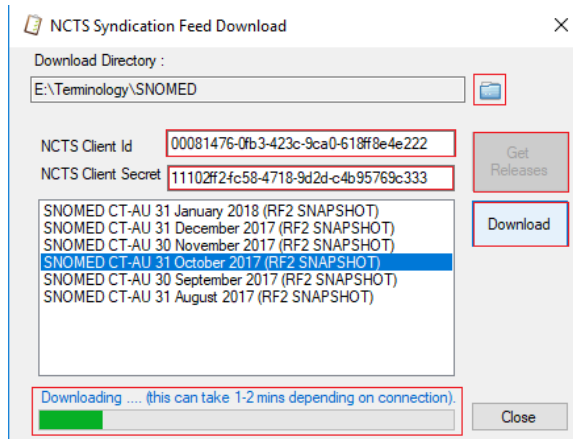 NCTS Syndication Feed Download
Download Directory :
E:\Terminology\SNOMED
NCTS Client Id 00081476-0fb3-423c-9ca0-618ff8e4e222
Get Releases
NCTS Client Secret 11102ff2-fc58-4718-9d2d-c4b95769c333
SNOMED CT-AU 31 January 2018 (RF2 SNAPSHOT)
SNOMED CT-AU 31 December 2017 (RF2 SNAPSHOT)
Download
SNOMED CT-AU 30 November 2017 (RF2 SNAPSHOT)
SNOMED CT-AU 31 October 2017 (RF2 SNAPSHOT)
SNOMED CT-AU 30 September 2017 (RF2 SNAPSHOT)
SNOMED CT-AU 31 August 2017 (RF2 SNAPSHOT)
Downloading .... (this can take 1-2 mins depending on connection).
Close